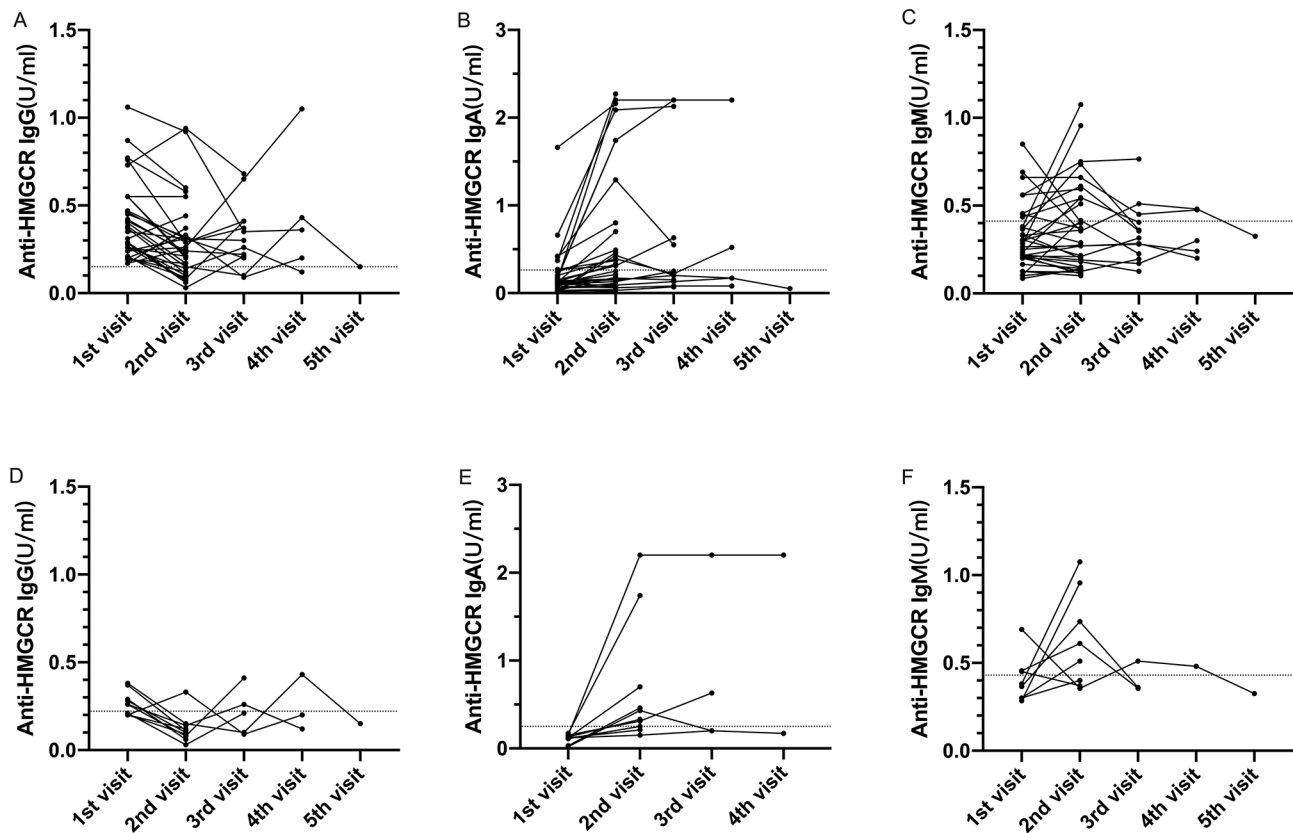 A
Anti-HMGCR IgG(U/ml)
1.5
1.0
0.5
0.0
1st visit
2nd visit
3rd visit
4th visit
5th visit
B
Anti-HMGCR IgA(U/ml)
3
2
1
0
1st visit
2nd visit
3rd visit
4th visit
5th visit
C
Anti-HMGCR IgM(U/ml)
1.5
1.0
0.5
0.0
1st visit
2nd visit
3rd visit
4th visit
5th visit
D
Anti-HMGCR IgG(U/ml)
1.5
1.0
0.5
0.0
1st visit
2nd visit
3rd visit
4th visit
5th visit
E
Anti-HMGCR IgA(U/ml)
3
2
1
0
1st visit
2nd visit
3rd visit
4th visit
F
Anti-HMGCR IgM(U/ml)
1.5
1.0
0.5
0.0
1st visit
2nd visit
3rd visit
4th visit
5th visit